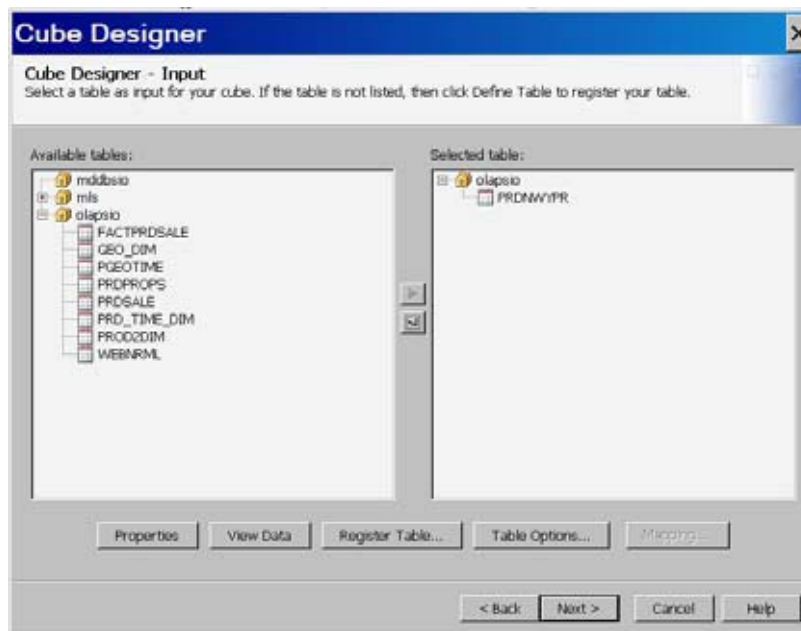 Cube Designer
Cube Designer - Input
Select a table as input for your cube. If the table is not listed, then click Define Table to register your table.
Available tables:
mddbsio
mls
olapsio
FACTPRDSALE
GEO_DIM
PGEOTIME
PRDPROPS
PRDSALE
PRD_TIME_DIM
PROD2DIM
WEBNRML
Selected table:
olapsio
PRDNWYPR
Properties
View Data
Register Table...
Table Options...
Mapping...
< Back
Next >
Cancel
Help